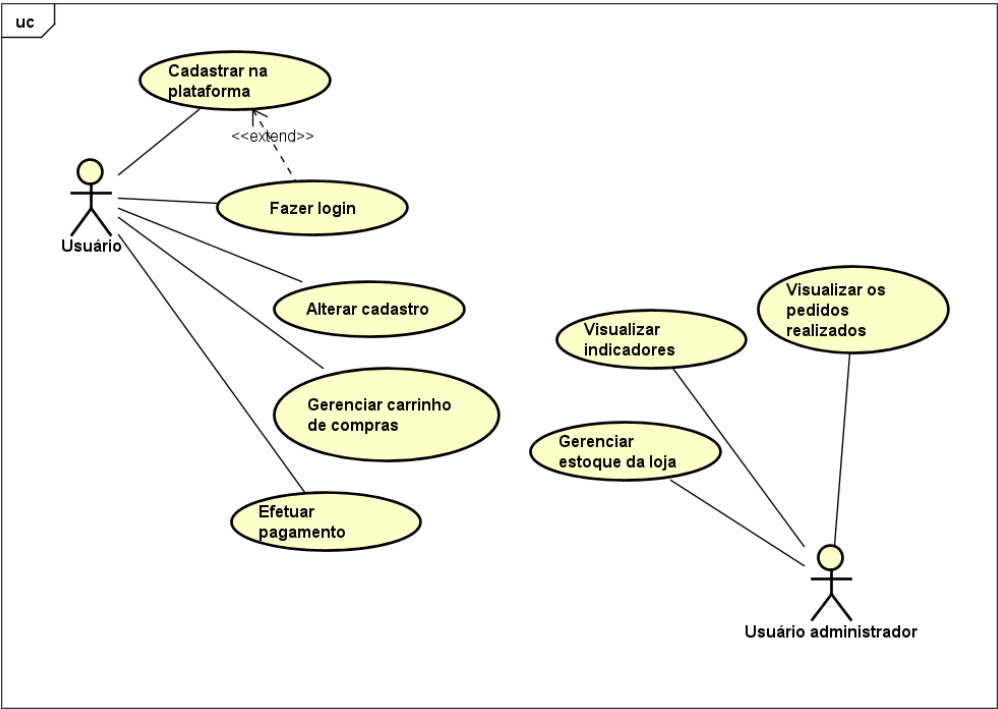 uc
Cadastrar na
plataforma
<<extend>>
Fazer login
Usuário
Alterar cadastro
Gerenciar carrinho
de compras
Efetuar
pagamento
Visualizar os
pedidos
realizados
Visualizar
indicadores
Gerenciar
estoque da loja
Usuário administrador